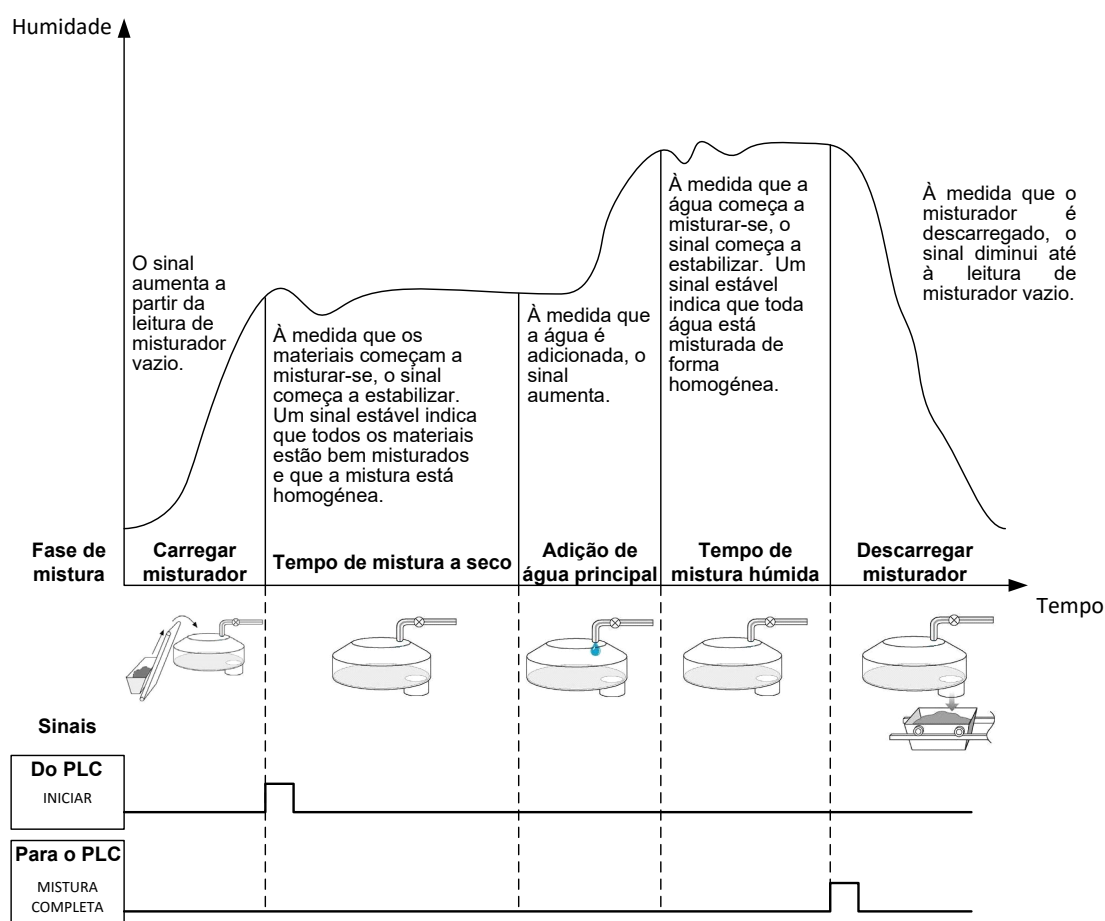 Humidade
O sinal
aumenta a
partir da
leitura de
misturador
vazio.
À medida que os
materiais começam a
misturar-se, o sinal
começa a estabilizar.
Um sinal estável indica
que todos os materiais
estão bem misturados
e que a mistura está
homogénea.
À medida que
a água é
adicionada, o
sinal
aumenta.
À medida que a
água começa a
misturar-se, o
sinal começa a
estabilizar. Um
sinal estável
indica que toda
água está
misturada de
forma
homogénea.
À medida que o
misturador é
descarregado, o
sinal diminui até
à leitura de
misturador vazio.
Fase de
mistura
Carregar
misturador
Tempo de mistura a seco
Adição de
água principal
Tempo de
mistura húmida
Descarregar
misturador
Tempo
Sinais
Do PLC
INICIAR
Para o PLC
MISTURA
COMPLETA